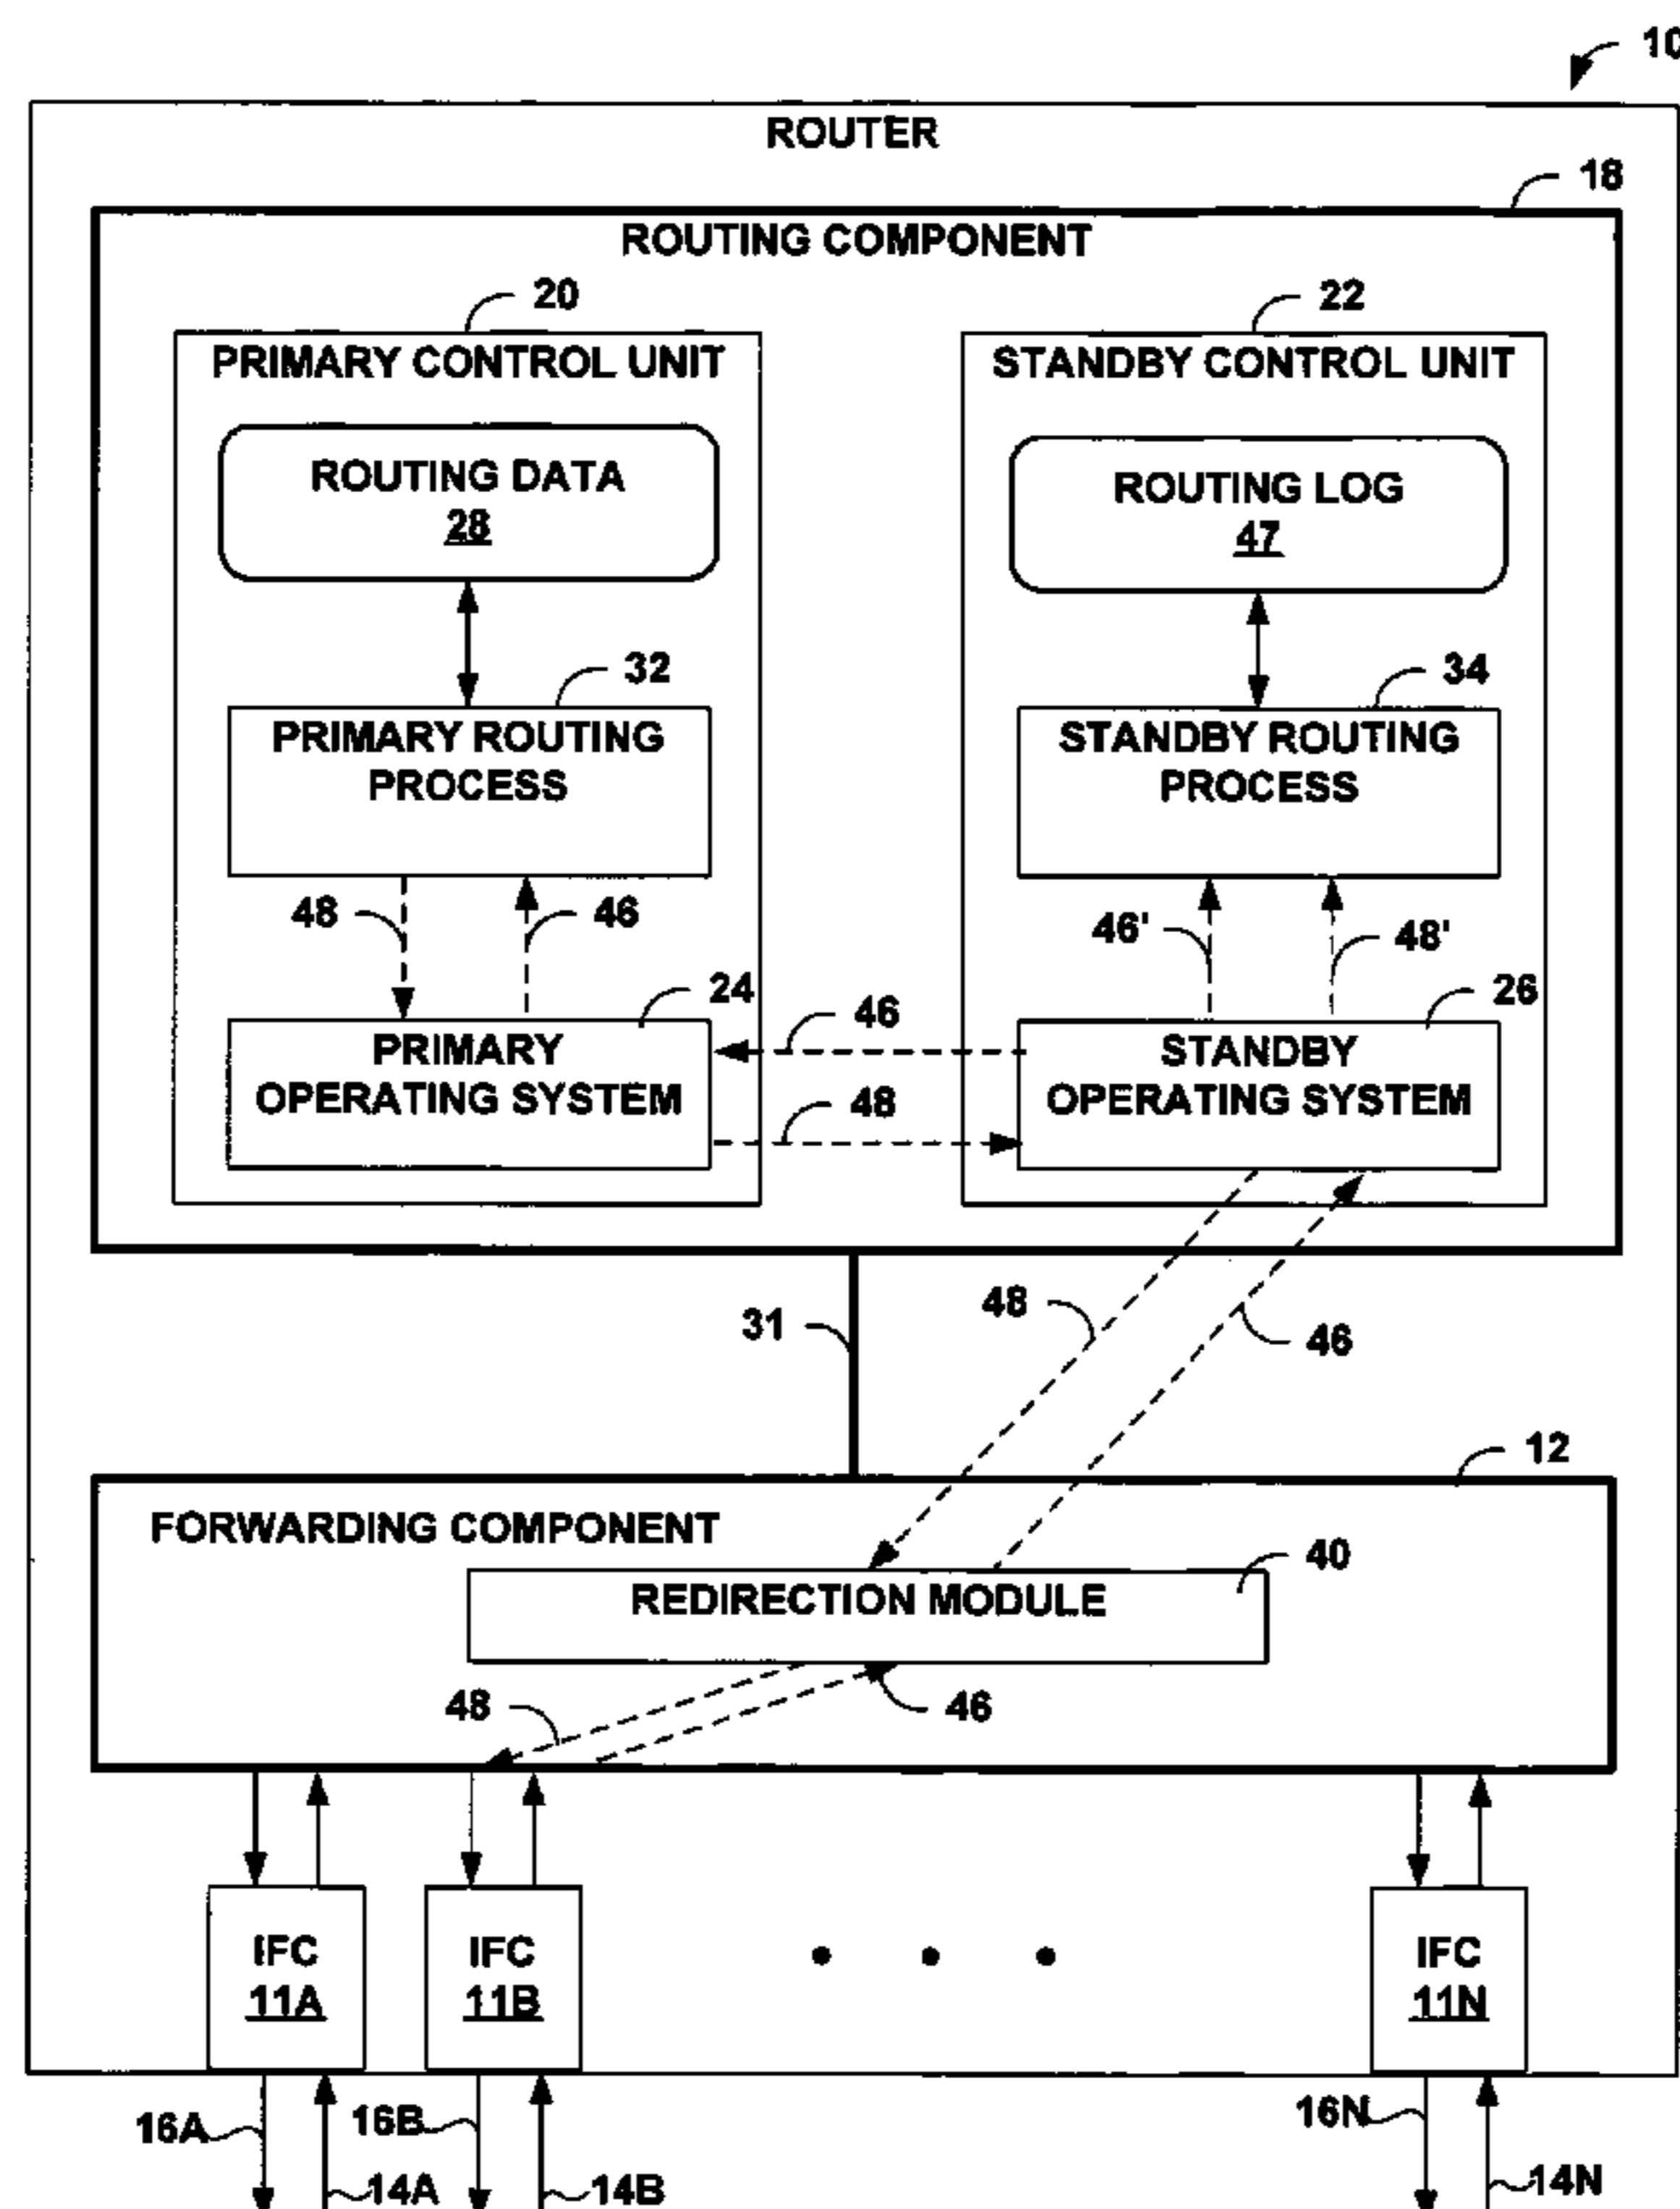 10
ROUTER
18
ROUTING COMPONENT
20
22
PRIMARY CONTROL UNIT
STANDBY CONTROL UNIT
ROUTING DATA
28
ROUTING LOG
47
32
34
PRIMARY ROUTING
PROCESS
STANDBY ROUTING
PROCESS
48
46
46'
48'
24
26
46
PRIMARY
OPERATING SYSTEM
STANDBY
OPERATING SYSTEM
48
48
31
46
12
FORWARDING COMPONENT
40
REDIRECTION MODULE
48
46
IFC
11A
IFC
11B
IFC
11N
16A
16B
16N
14A
14B
14N